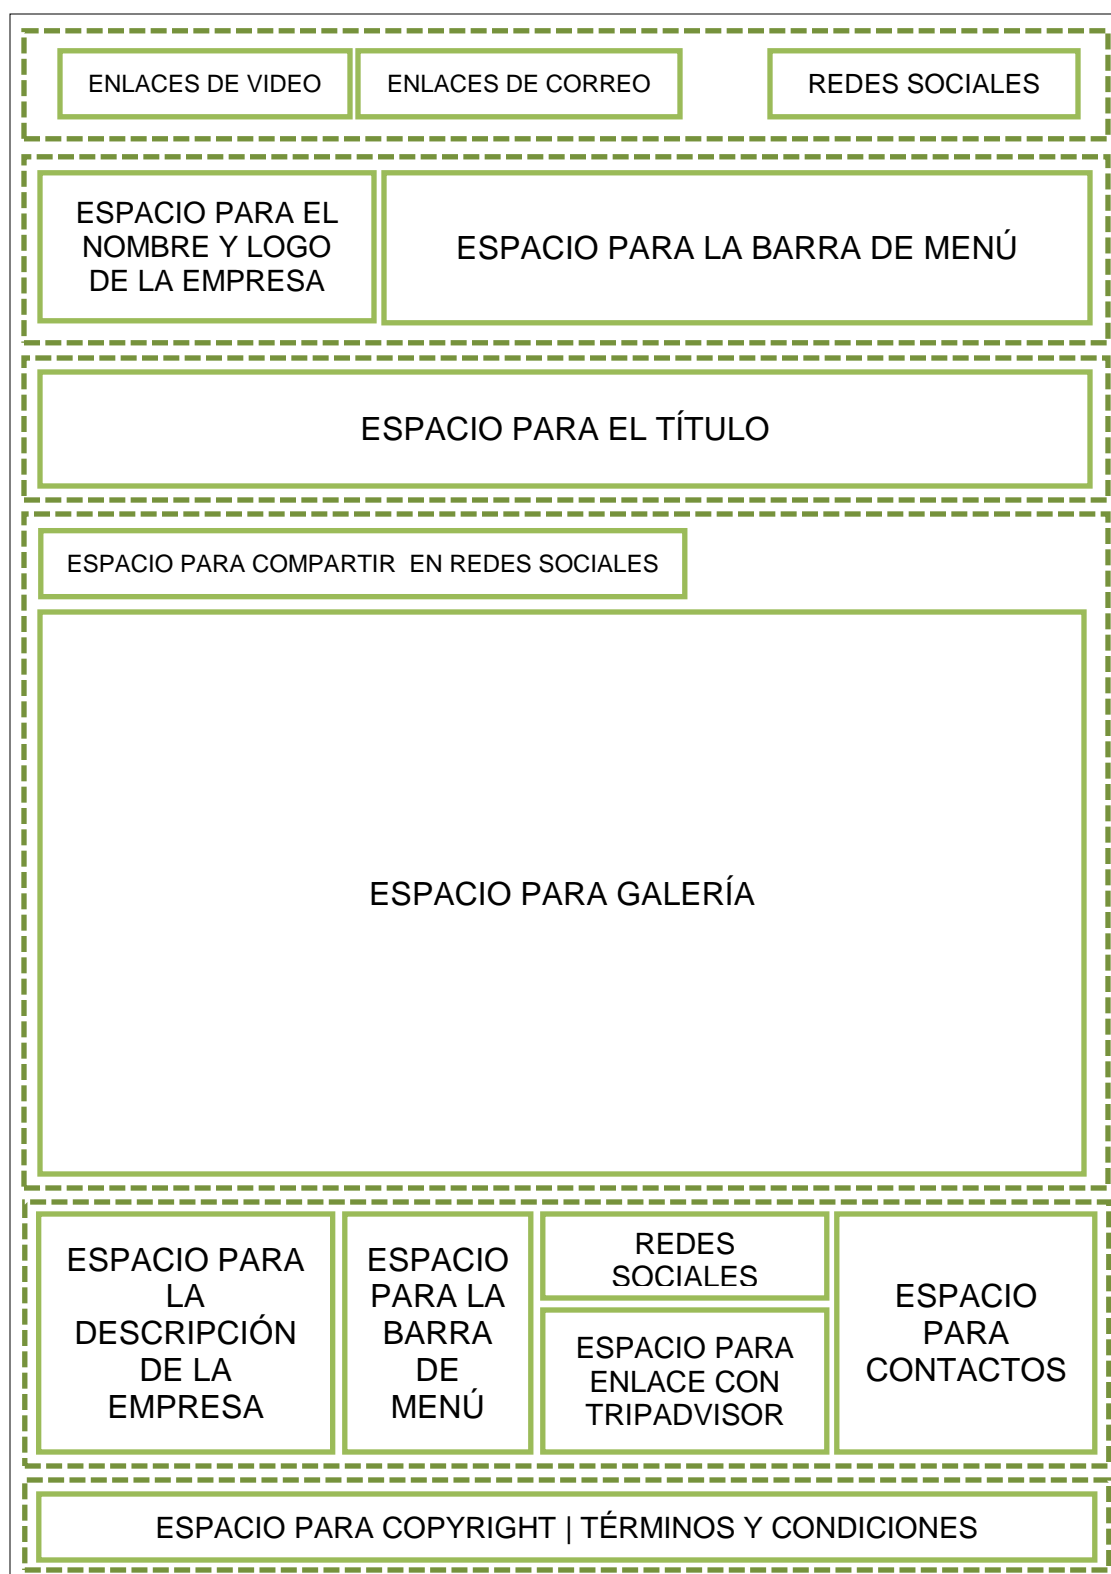 ENLACES DE VIDEO
ENLACES DE CORREO
REDES SOCIALES
ESPACIO PARA EL
NOMBRE Y LOGO
DE LA EMPRESA
ESPACIO PARA LA BARRA DE MENÚ
ESPACIO PARA EL TÍTULO
ESPACIO PARA COMPARTIR EN REDES SOCIALES
ESPACIO PARA GALERÍA
ESPACIO PARA
LA
DESCRIPCIÓN
DE LA
EMPRESA
ESPACIO
PARA LA
BARRA
DE
MENÚ
REDES
SOCIALES
ESPACIO PARA
ENLACE CON
TRIPADVISOR
ESPACIO
PARA
CONTACTOS
ESPACIO PARA COPYRIGHT | TÉRMINOS Y CONDICIONES